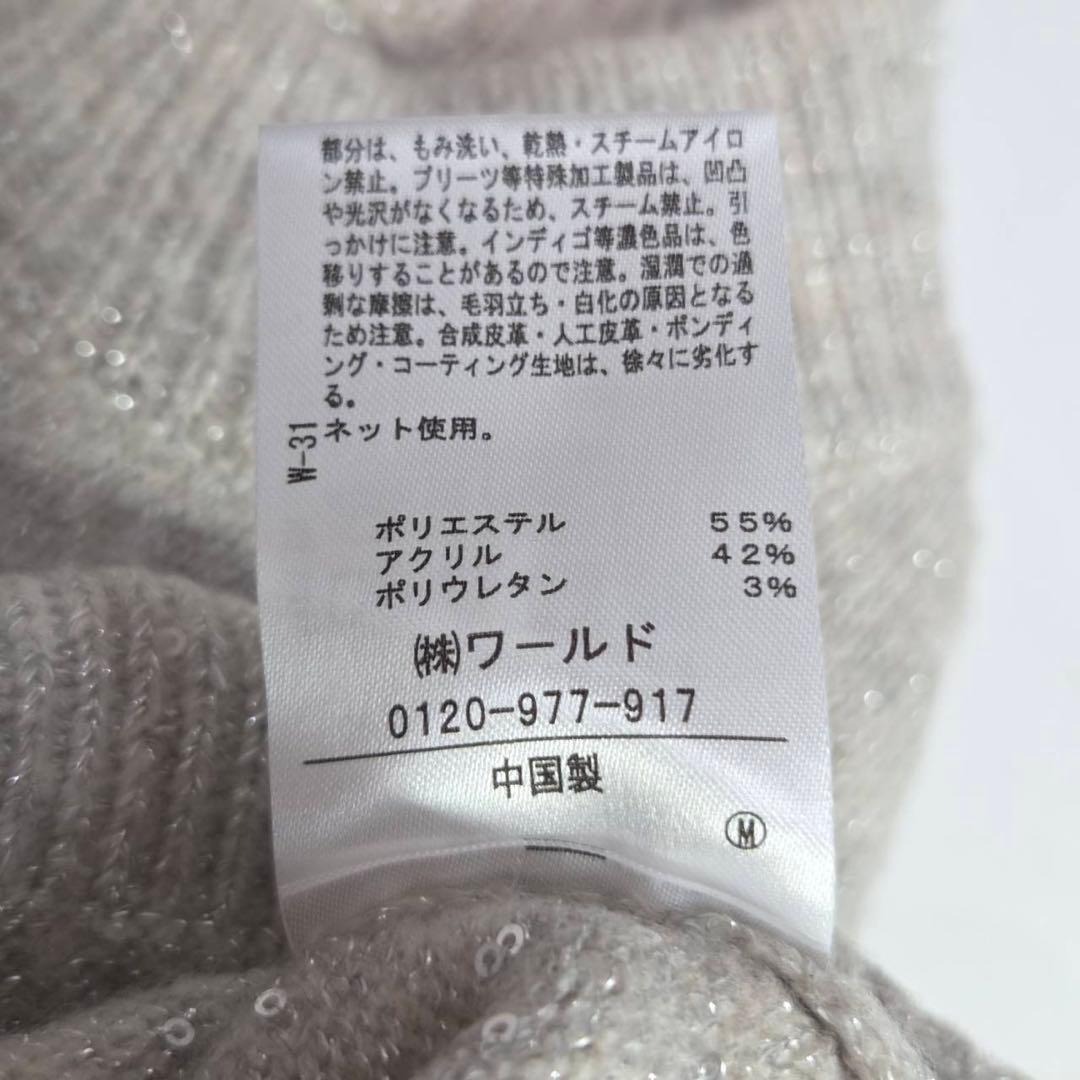 部分は、もみ洗い、乾熱・スチームアイロ
ン禁止。プリーツ等特殊加工製品は、凹凸
や光沢がなくなるため、スチーム禁止。引
っかけに注意。インディゴ等濃色品は、色
移りすることがあるので注意。湿潤での過
剰な摩擦は、毛羽立ち・白化の原因となる
ため注意。合成皮革・人工皮革・ボンディ
ング・コーティング生地は、徐々に劣化す
る。
ネット使用。
W-31
ポリエステル 55%
アクリル 42%
ポリウレタン 3%
㈱ワールド
0120-977-917
中国製
Ⓜ